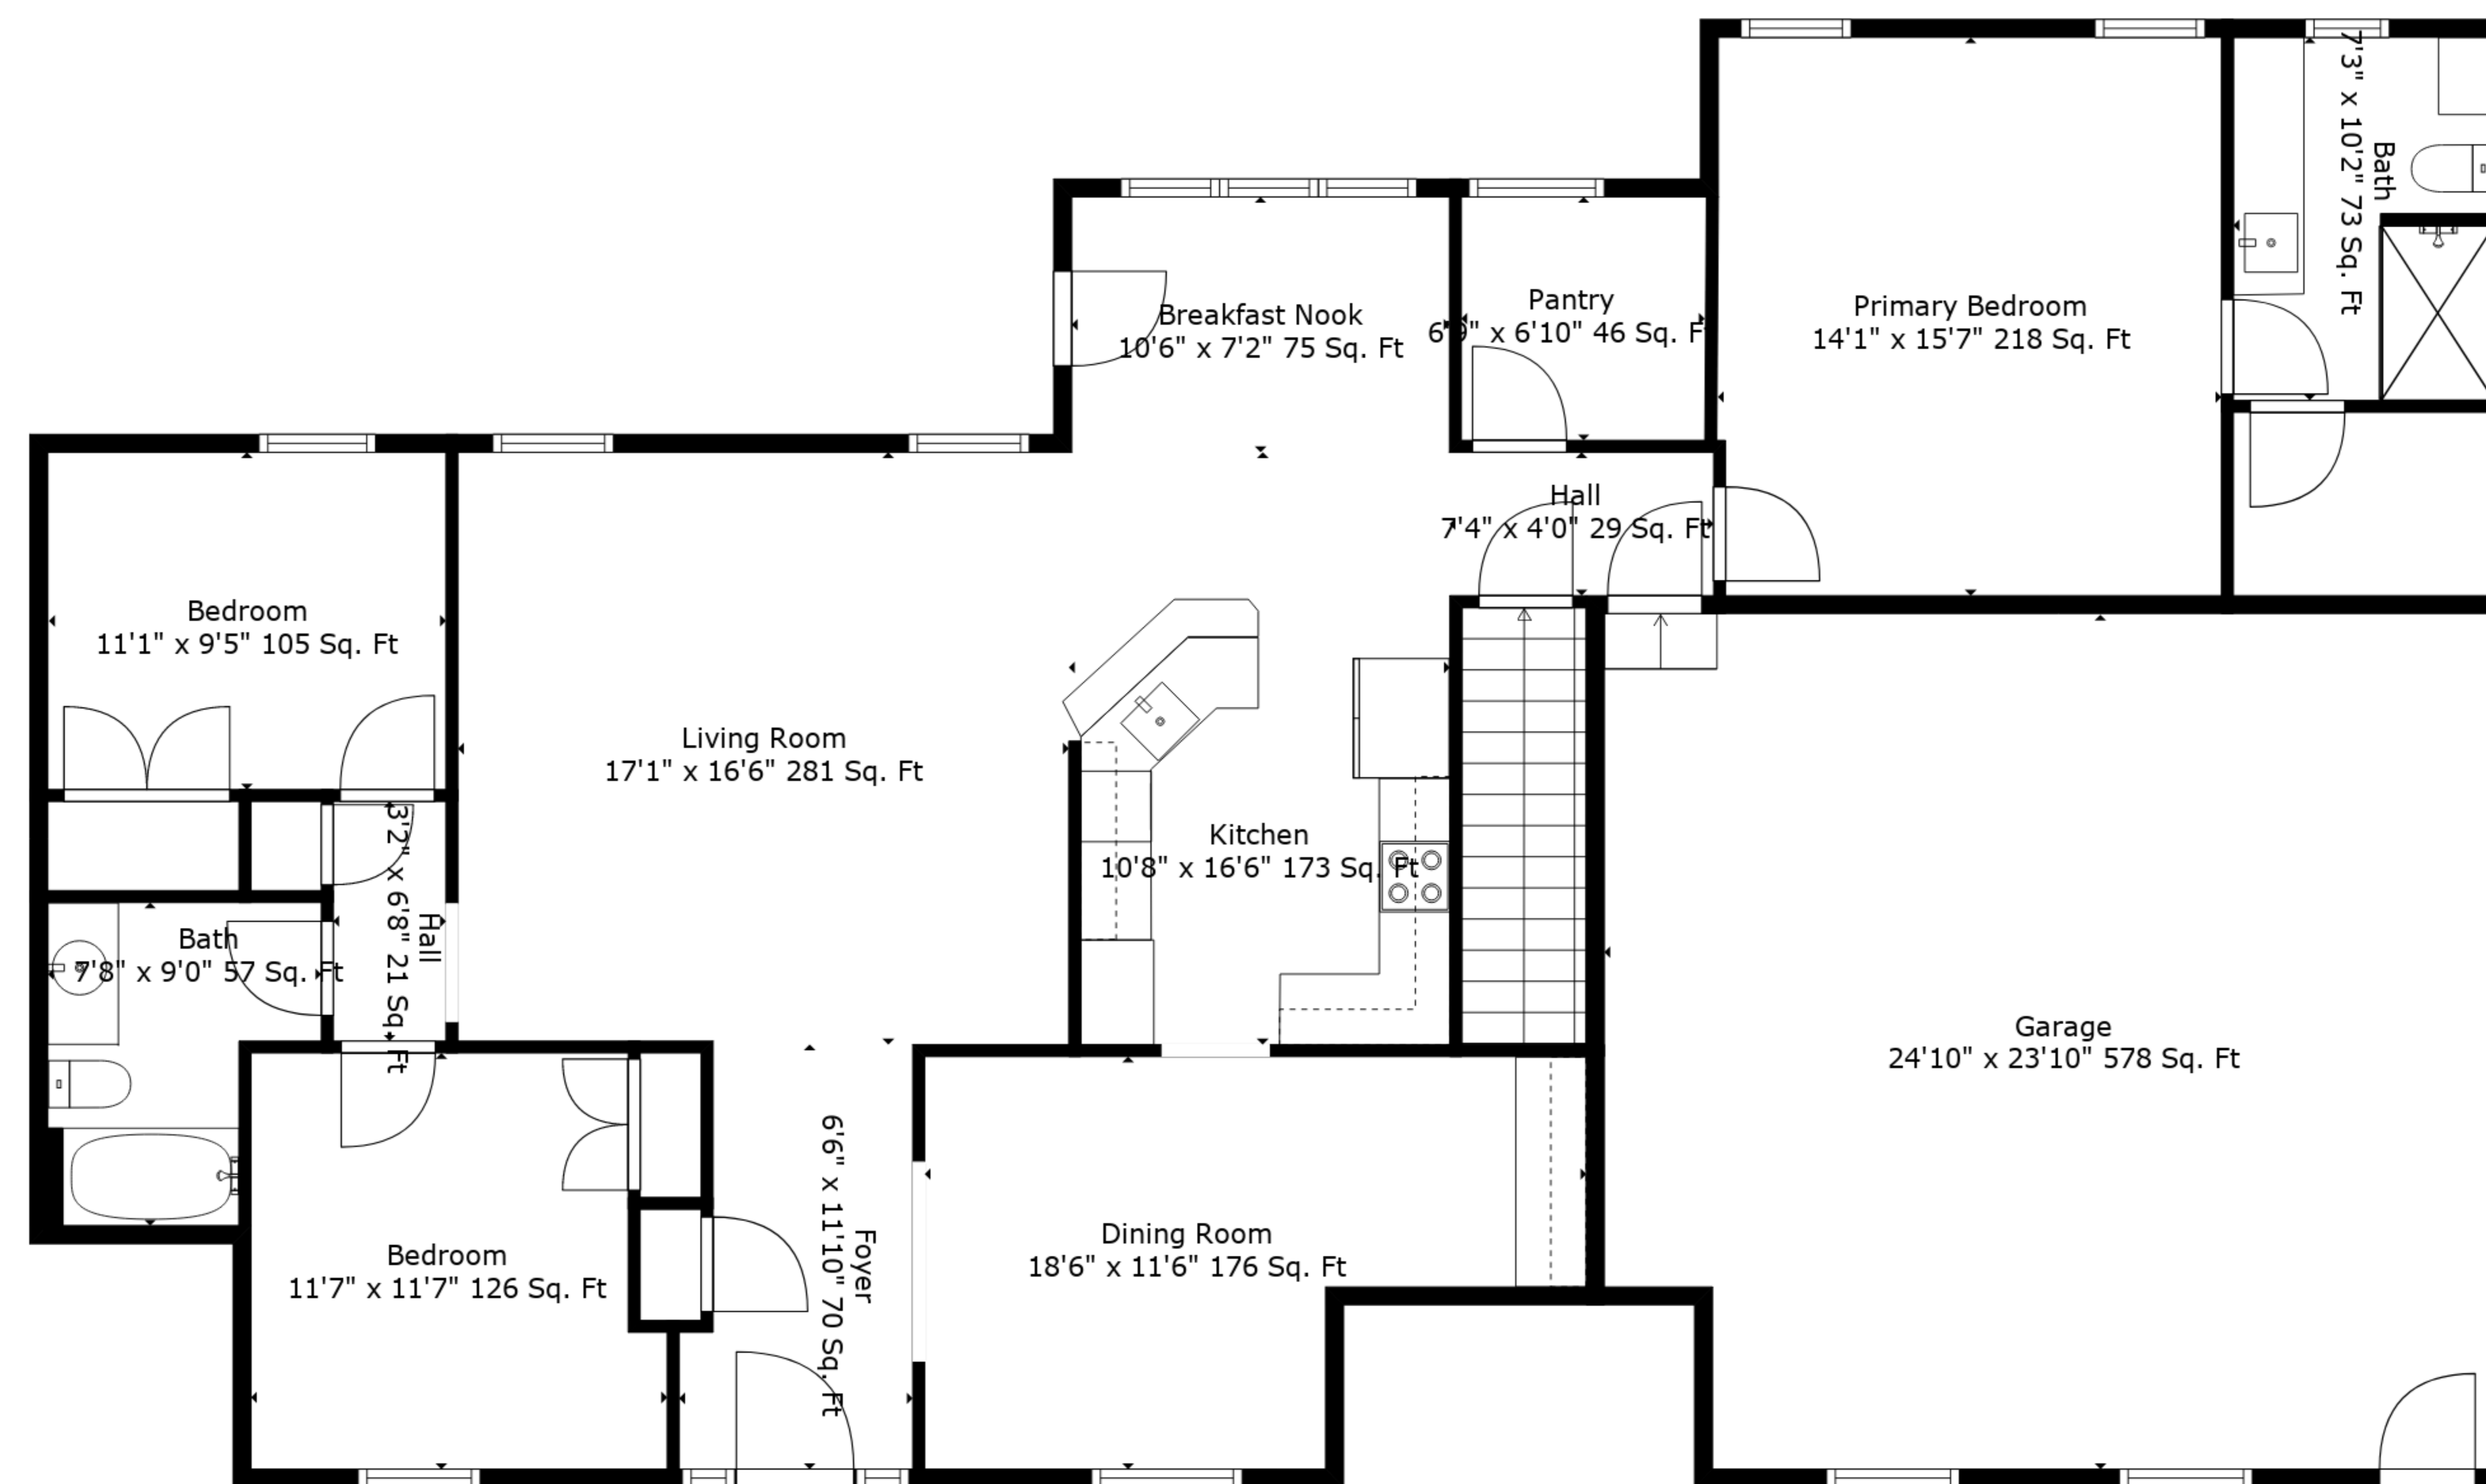 Bath
7'3" x 10'2" 73 Sq. Ft
Primary Bedroom
14'1" x 15'7" 218 Sq. Ft
Pantry
6'9" x 6'10" 46 Sq. Ft
Breakfast Nook
10'6" x 7'2" 75 Sq. Ft
Hall
7'4" x 4'0" 29 Sq. Ft
Bedroom
11'1" x 9'5" 105 Sq. Ft
Living Room
17'1" x 16'6" 281 Sq. Ft
Kitchen
10'8" x 16'6" 173 Sq. Ft
Hall
3'2" x 6'8" 21 Sq. Ft
Bath
7'8" x 9'0" 57 Sq. Ft
Garage
24'10" x 23'10" 578 Sq. Ft
Bedroom
11'7" x 11'7" 126 Sq. Ft
Foyer
6'6" x 11'10" 70 Sq. Ft
Dining Room
18'6" x 11'6" 176 Sq. Ft